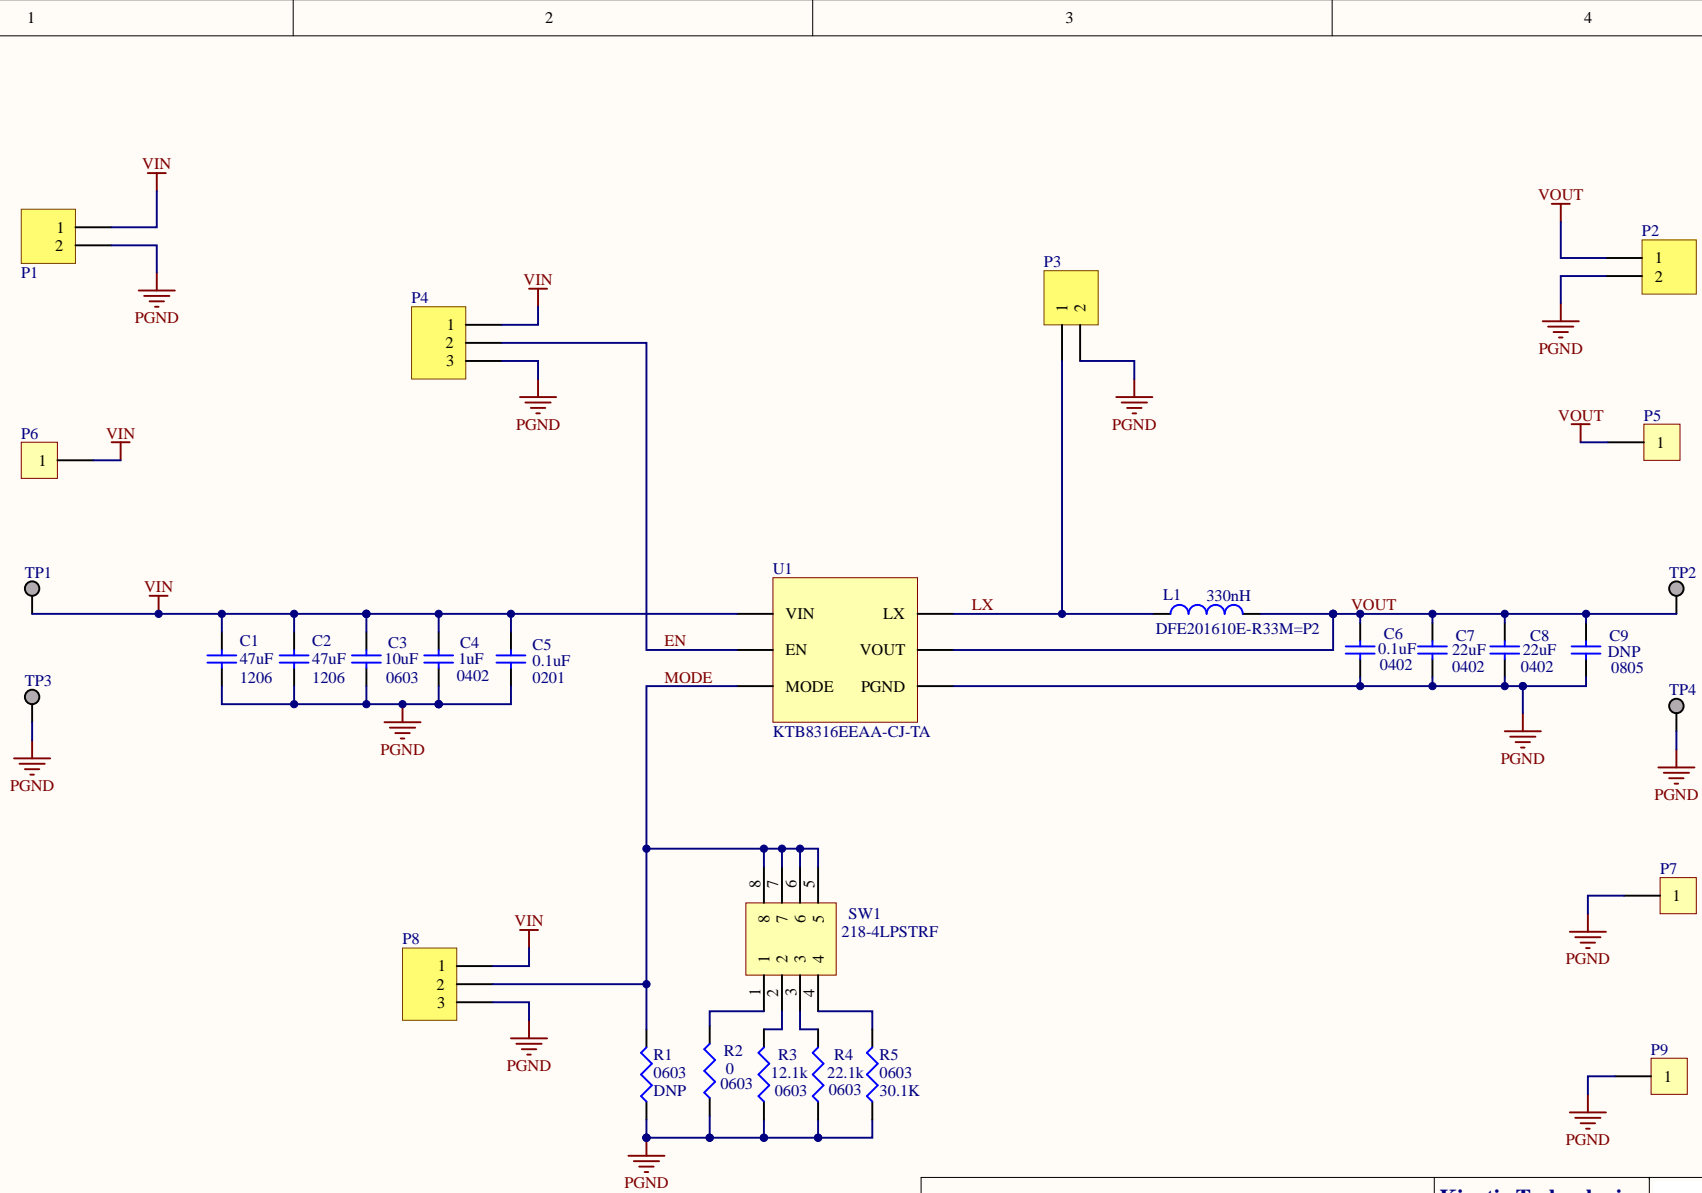 1 2 3 4
VIN
1
2
P1
PGND
P4
VIN
1
2
3
PGND
P3
1 2
PGND
VOUT
P2
1
2
PGND
P6
1
VIN
VOUT
P5
1
TP1
VIN
C1
47uF
1206
C2
47uF
1206
C3
10uF
0603
C4
1uF
0402
C5
0.1uF
0201
PGND
TP3
PGND
EN
MODE
U1
VIN LX
EN VOUT
MODE PGND
KTB8316EEAA-CJ-TA
LX
L1 330nH
DFE201610E-R33M=P2
VOUT
C6
0.1uF
0402
C7
22uF
0402
C8
22uF
0402
C9
DNP
0805
PGND
TP2
TP4
PGND
8 7 6 5
8 7 6 5
SW1
218-4LPSTRF
1 2 3 4
1 2 3 4
P8
VIN
1
2
3
PGND
R1
0603
DNP
R2
0
0603
R3
12.1k
0603
R4
22.1k
0603
R5
0603
30.1K
PGND
P7
1
PGND
P9
1
PGND